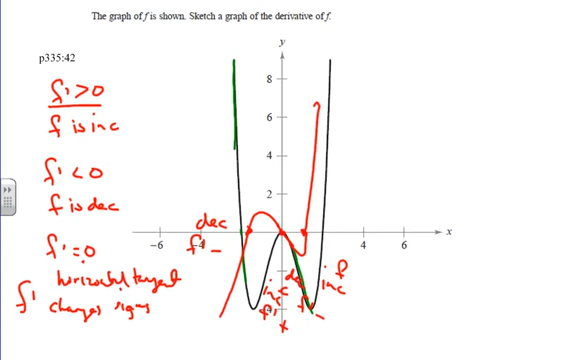 The graph of f is shown. Sketch a graph of the derivative of f.
p335:42
y
8
6
4
2
-6
-4
4
6
x
f' > 0
f is inc
f' < 0
f is dec
f' = 0
horizontal tangent
f' changes signs
dec
f' -
inc
f'
dec
f' -
f
inc